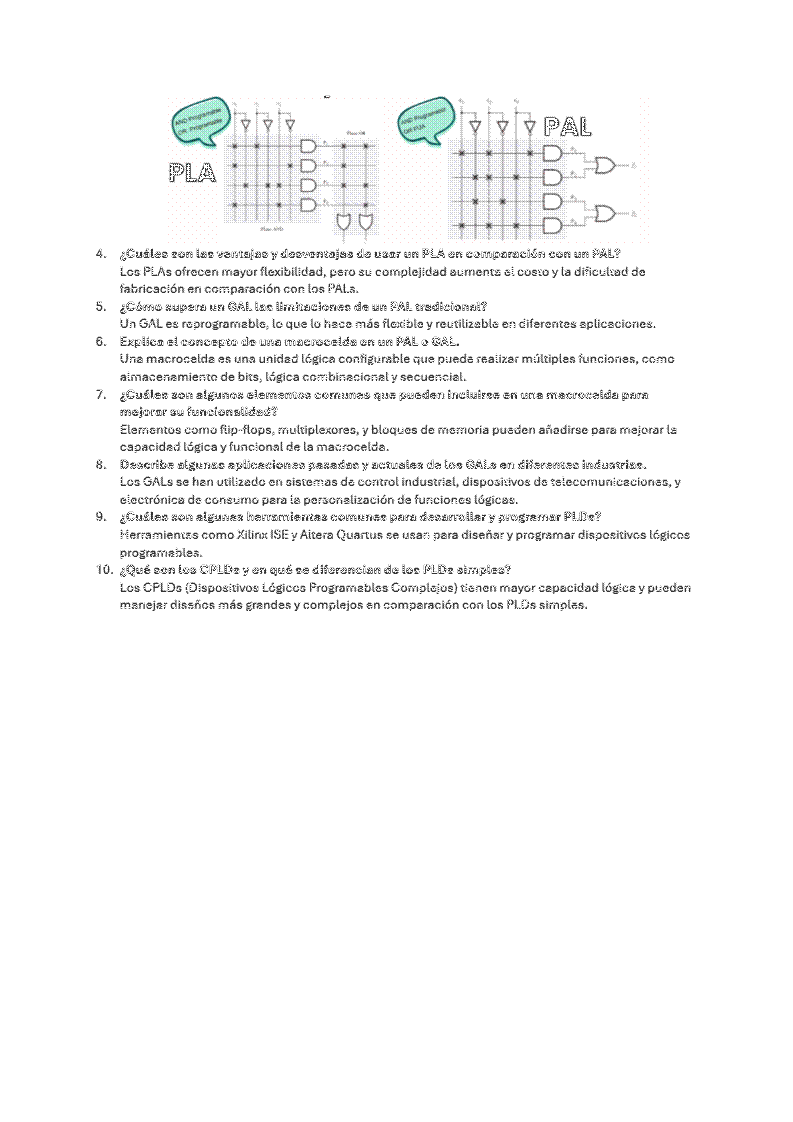 AND Programable
OR Programable
PLA
AND Programable
OR FIJA
PAL
4. ¿Cuáles son las ventajas y desventajas de usar un PLA en comparación con un PAL?
Los PLAs ofrecen mayor flexibilidad, pero su complejidad aumenta el costo y la dificultad de
fabricación en comparación con los PALs.
5. ¿Cómo supera un GAL las limitaciones de un PAL tradicional?
Un GAL es reprogramable, lo que lo hace más flexible y reutilizable en diferentes aplicaciones.
6. Explica el concepto de una macrocelda en un PAL o GAL.
Una macrocelda es una unidad lógica configurable que puede realizar múltiples funciones, como
almacenamiento de bits, lógica combinacional y secuencial.
7. ¿Cuáles son algunos elementos comunes que pueden incluirse en una macrocelda para
mejorar su funcionalidad?
Elementos como flip-flops, multiplexores, y bloques de memoria pueden añadirse para mejorar la
capacidad lógica y funcional de la macrocelda.
8. Describe algunas aplicaciones pasadas y actuales de los GALs en diferentes industrias.
Los GALs se han utilizado en sistemas de control industrial, dispositivos de telecomunicaciones, y
electrónica de consumo para la personalización de funciones lógicas.
9. ¿Cuáles son algunas herramientas comunes para desarrollar y programar PLDs?
Herramientas como Xilinx ISE y Altera Quartus se usan para diseñar y programar dispositivos lógicos
programables.
10. ¿Qué son los CPLDs y en qué se diferencian de los PLDs simples?
Los CPLDs (Dispositivos Lógicos Programables Complejos) tienen mayor capacidad lógica y pueden
manejar diseños más grandes y complejos en comparación con los PLDs simples.